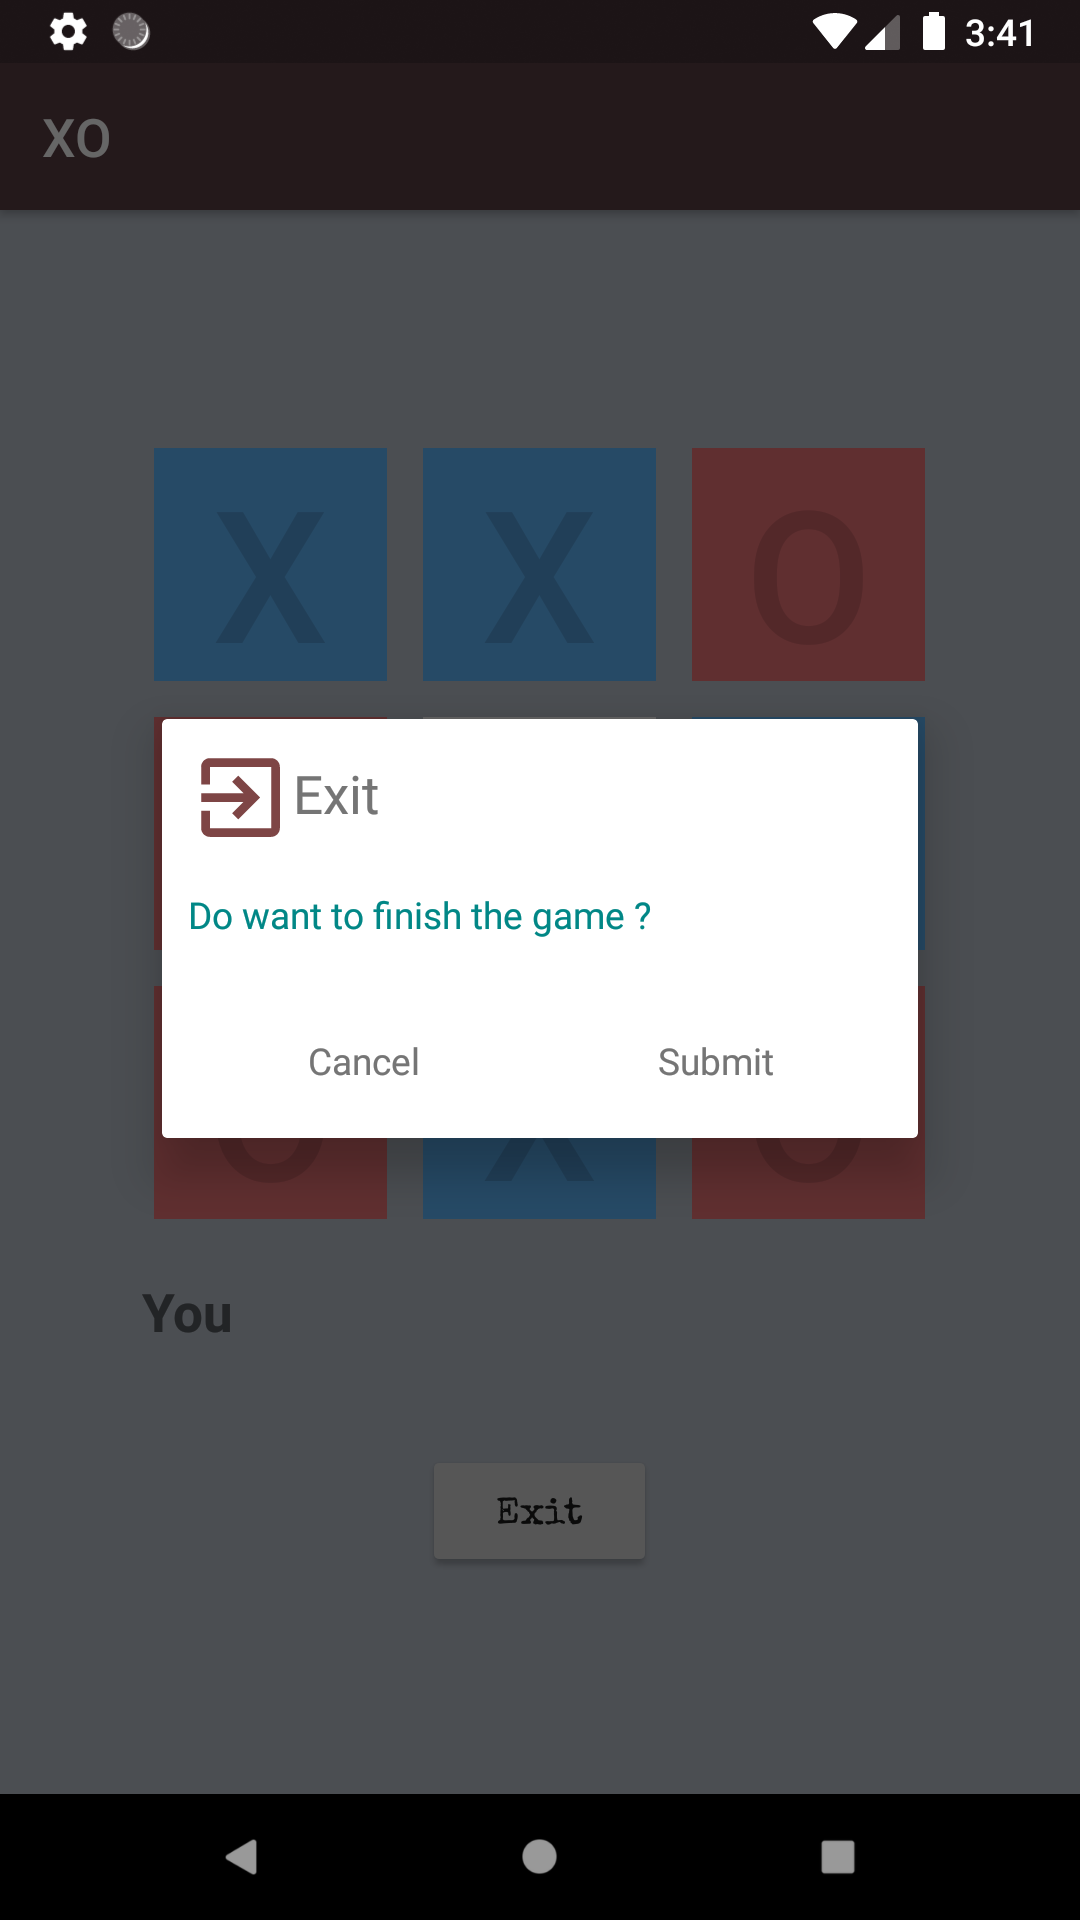 3:41
XO
X X O
Exit
Do want to finish the game ?
Cancel Submit
O X O
You
Exit